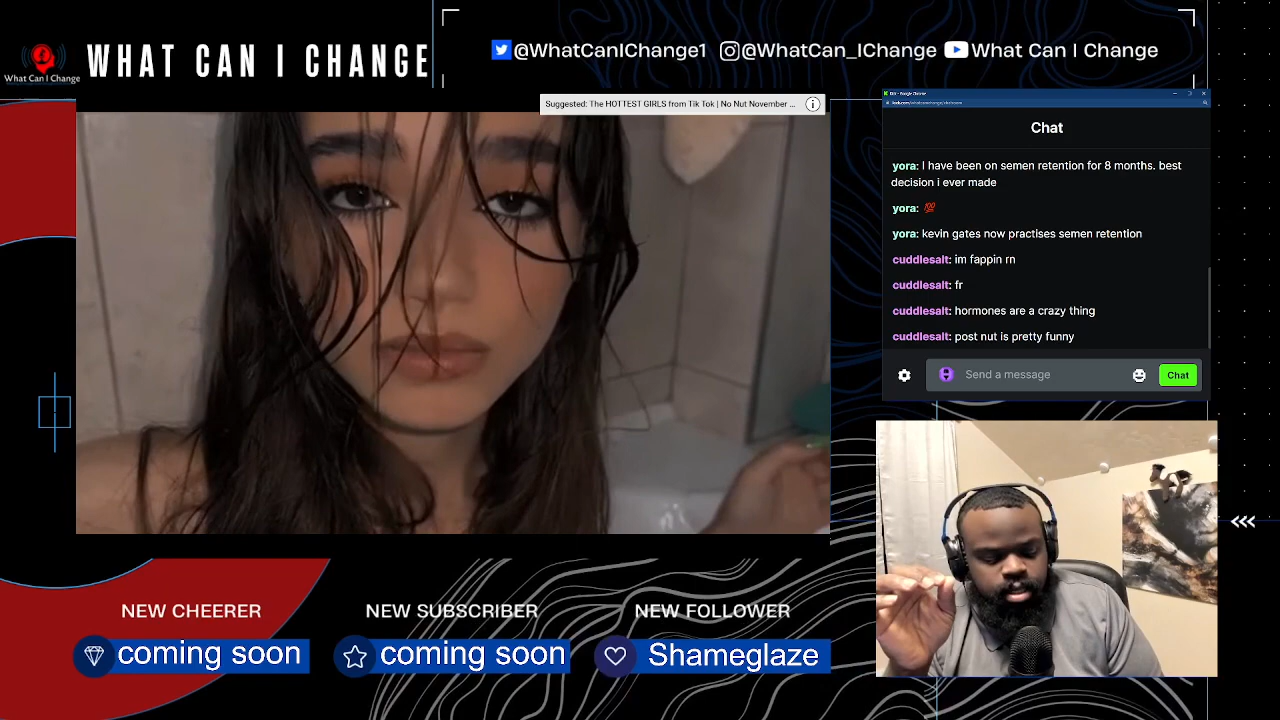 What Can I Change
WHAT CAN I CHANGE
@WhatCanIChange1 @WhatCan_IChange What Can I Change
Suggested: The HOTTEST GIRLS from Tik Tok | No Nut November ...
Chat
yora: I have been on semen retention for 8 months. best
decision i ever made
yora: 💯
yora: kevin gates now practises semen retention
cuddlesalt: im fappin rn
cuddlesalt: fr
cuddlesalt: hormones are a crazy thing
cuddlesalt: post nut is pretty funny
Send a message
Chat
NEW CHEERER
NEW SUBSCRIBER
NEW FOLLOWER
coming soon
coming soon
Shameglaze